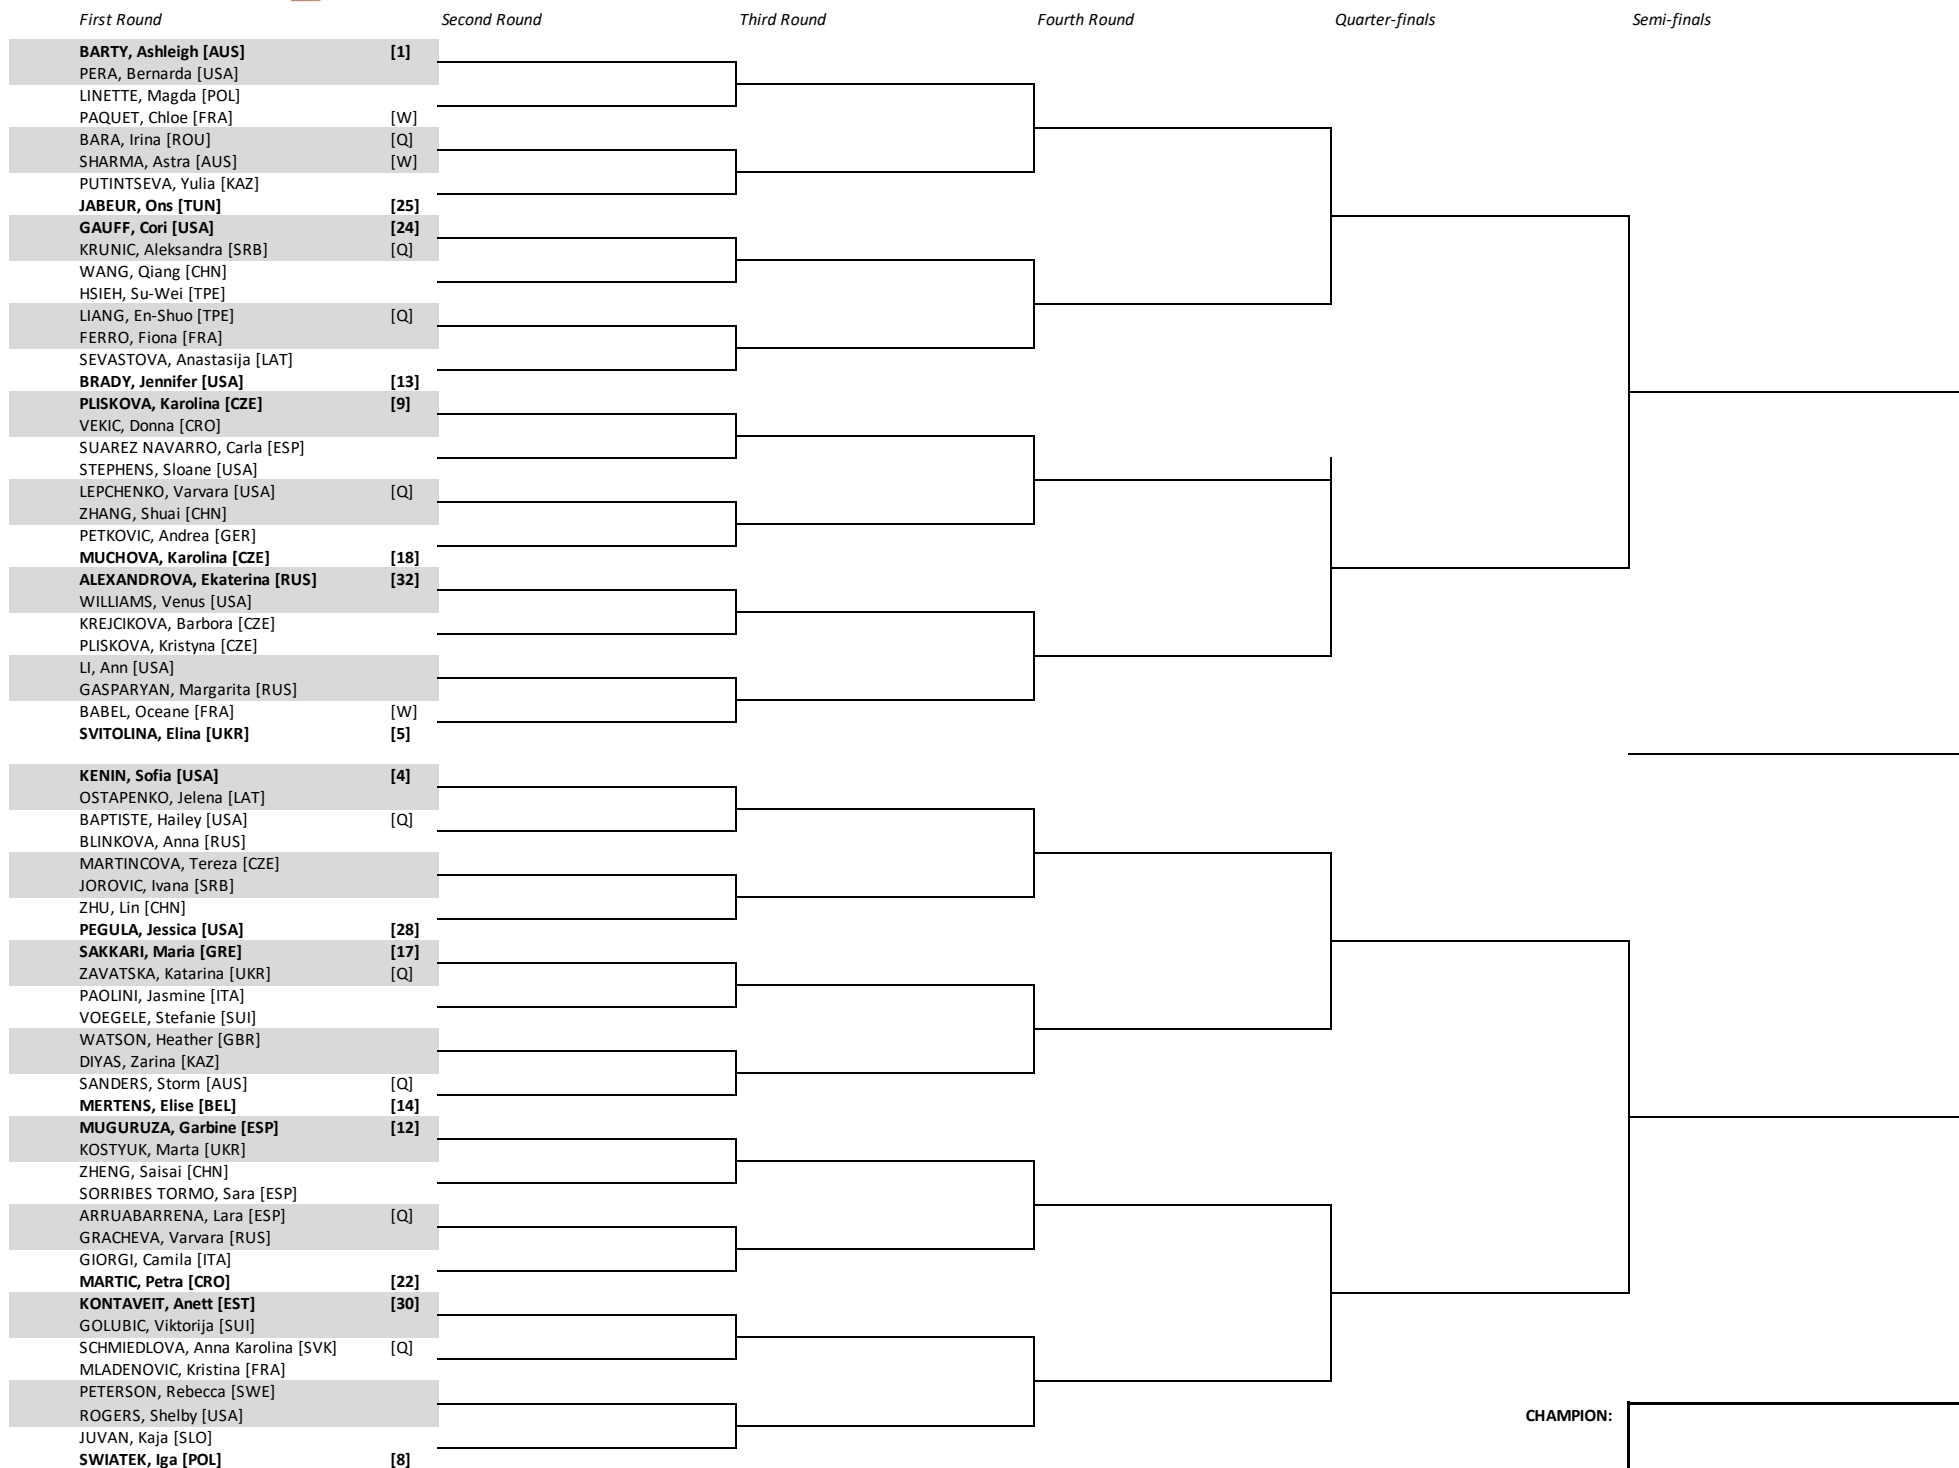 First Round Second Round Third Round Fourth Round Quarter-finals Semi-finals
BARTY, Ashleigh [AUS] [1]
PERA, Bernarda [USA]
LINETTE, Magda [POL]
PAQUET, Chloe [FRA] [W]
BARA, Irina [ROU] [Q]
SHARMA, Astra [AUS] [W]
PUTINTSEVA, Yulia [KAZ]
JABEUR, Ons [TUN] [25]
GAUFF, Cori [USA] [24]
KRUNIC, Aleksandra [SRB] [Q]
WANG, Qiang [CHN]
HSIEH, Su-Wei [TPE]
LIANG, En-Shuo [TPE] [Q]
FERRO, Fiona [FRA]
SEVASTOVA, Anastasija [LAT]
BRADY, Jennifer [USA] [13]
PLISKOVA, Karolina [CZE] [9]
VEKIC, Donna [CRO]
SUAREZ NAVARRO, Carla [ESP]
STEPHENS, Sloane [USA]
LEPCHENKO, Varvara [USA] [Q]
ZHANG, Shuai [CHN]
PETKOVIC, Andrea [GER]
MUCHOVA, Karolina [CZE] [18]
ALEXANDROVA, Ekaterina [RUS] [32]
WILLIAMS, Venus [USA]
KREJCIKOVA, Barbora [CZE]
PLISKOVA, Kristyna [CZE]
LI, Ann [USA]
GASPARYAN, Margarita [RUS]
BABEL, Oceane [FRA] [W]
SVITOLINA, Elina [UKR] [5]
KENIN, Sofia [USA] [4]
OSTAPENKO, Jelena [LAT]
BAPTISTE, Hailey [USA] [Q]
BLINKOVA, Anna [RUS]
MARTINCOVA, Tereza [CZE]
JOROVIC, Ivana [SRB]
ZHU, Lin [CHN]
PEGULA, Jessica [USA] [28]
SAKKARI, Maria [GRE] [17]
ZAVATSKA, Katarina [UKR] [Q]
PAOLINI, Jasmine [ITA]
VOEGELE, Stefanie [SUI]
WATSON, Heather [GBR]
DIYAS, Zarina [KAZ]
SANDERS, Storm [AUS] [Q]
MERTENS, Elise [BEL] [14]
MUGURUZA, Garbine [ESP] [12]
KOSTYUK, Marta [UKR]
ZHENG, Saisai [CHN]
SORRIBES TORMO, Sara [ESP]
ARRUABARRENA, Lara [ESP] [Q]
GRACHEVA, Varvara [RUS]
GIORGI, Camila [ITA]
MARTIC, Petra [CRO] [22]
KONTAVEIT, Anett [EST] [30]
GOLUBIC, Viktorija [SUI]
SCHMIEDLOVA, Anna Karolina [SVK] [Q]
MLADENOVIC, Kristina [FRA]
PETERSON, Rebecca [SWE]
ROGERS, Shelby [USA] CHAMPION:
JUVAN, Kaja [SLO]
SWIATEK, Iga [POL] [8]